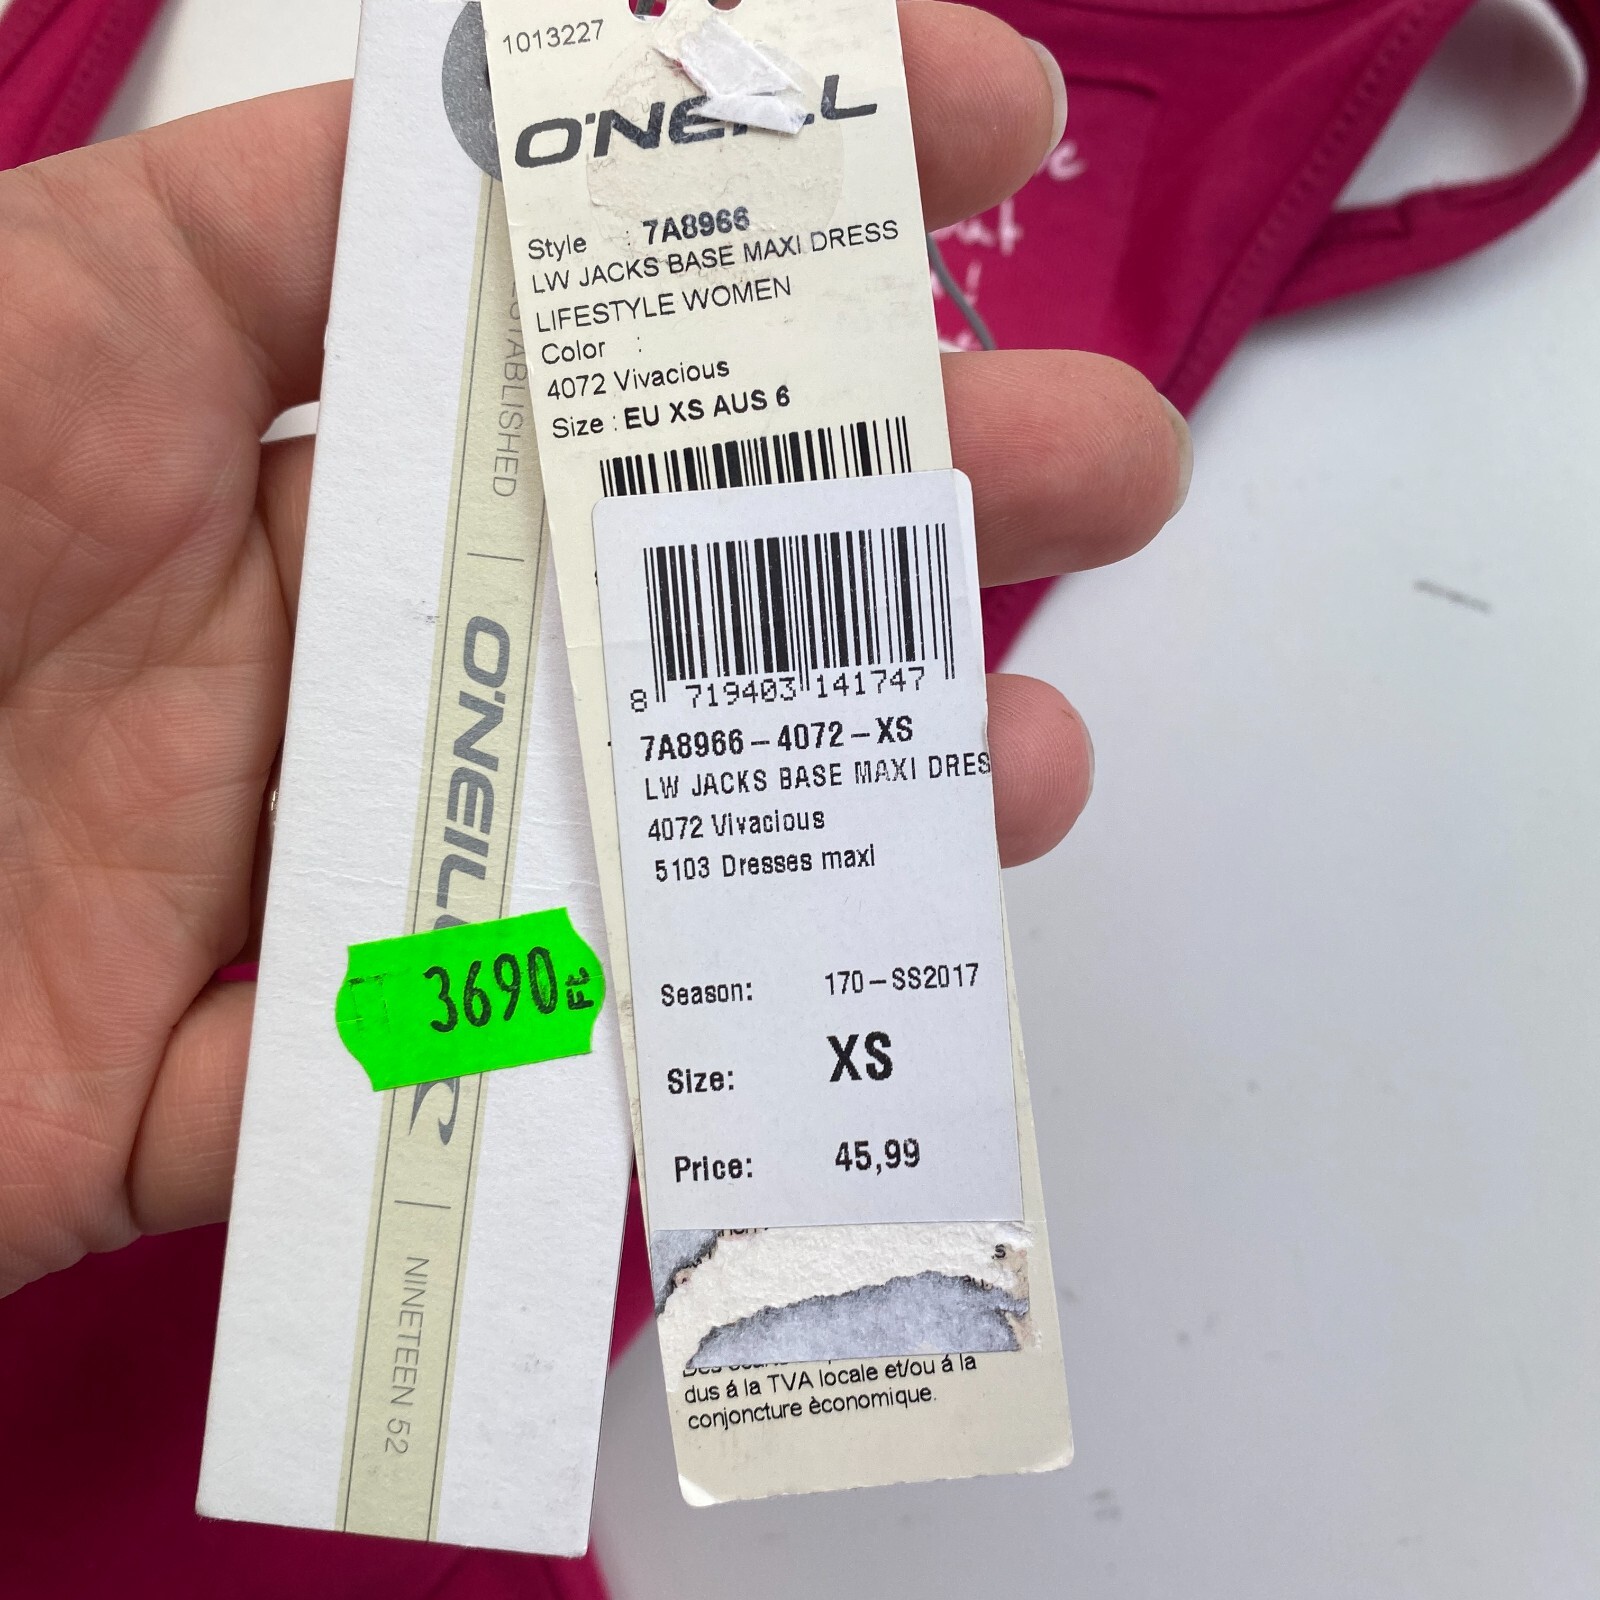 1013227
O'NEILL
Style : 7A8966
LW JACKS BASE MAXI DRESS
LIFESTYLE WOMEN
Color :
4072 Vivacious
Size : EU XS AUS 6
8 719403 141747
7A8966-4072-XS
LW JACKS BASE MAXI DRES
4072 Vivacious
5103 Dresses maxi
Season: 170-SS2017
Size: XS
Price: 45,99
dus á la TVA locale et/ou á la
conjoncture èconomique.
ESTABLISHED | O'NEILL | NINETEEN 52
3690 Ft